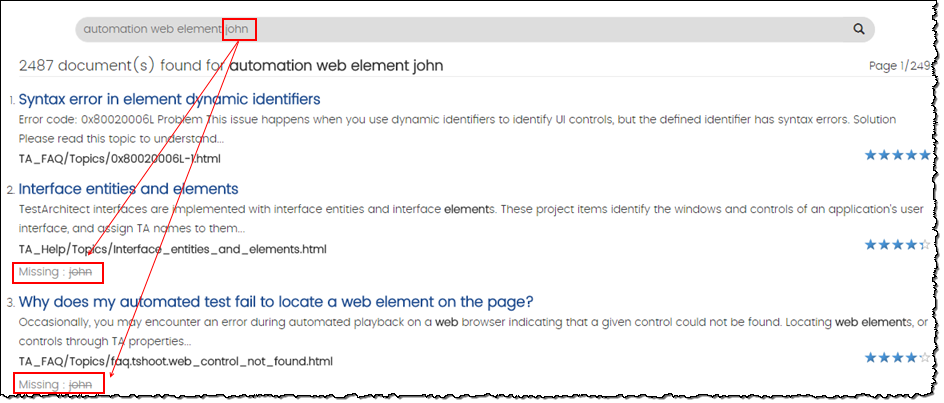 automation web element john
2487 document(s) found for automation web element john
Page 1/249
1. Syntax error in element dynamic identifiers
Error code: 0x80020006L Problem This issue happens when you use dynamic identifiers to identify UI controls, but the defined identifier has syntax errors. Solution
Please read this topic to understand...
TA_FAQ/Topics/0x80020006L-1.html
2. Interface entities and elements
TestArchitect interfaces are implemented with interface entities and interface elements. These project items identify the windows and controls of an application's user
interface, and assign TA names to them...
TA_Help/Topics/Interface_entities_and_elements.html
Missing : john
3. Why does my automated test fail to locate a web element on the page?
Occasionally, you may encounter an error during automated playback on a web browser indicating that a given control could not be found. Locating web elements, or
controls through TA properties...
TA_FAQ/Topics/faq.tshoot.web_control_not_found.html
Missing : john